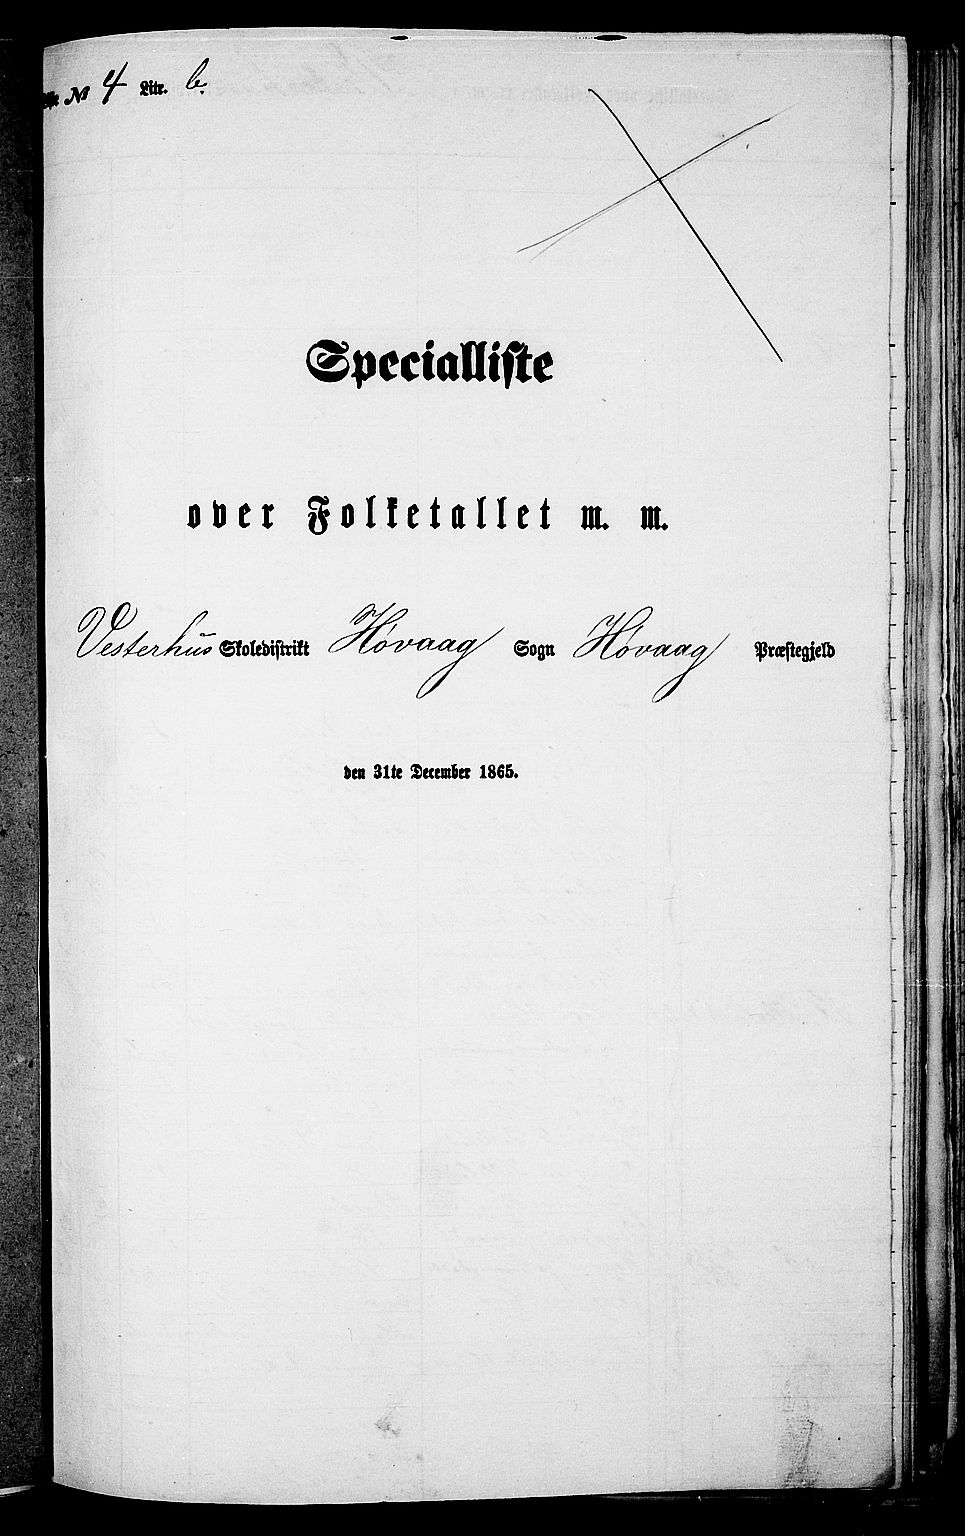 № 4 Litr. b.
Specialliste
over Folketallet m. m.
Vesterhus Skoledistrikt Høvaag Sogn Høvaag Præstegjeld
den 31te December 1865.